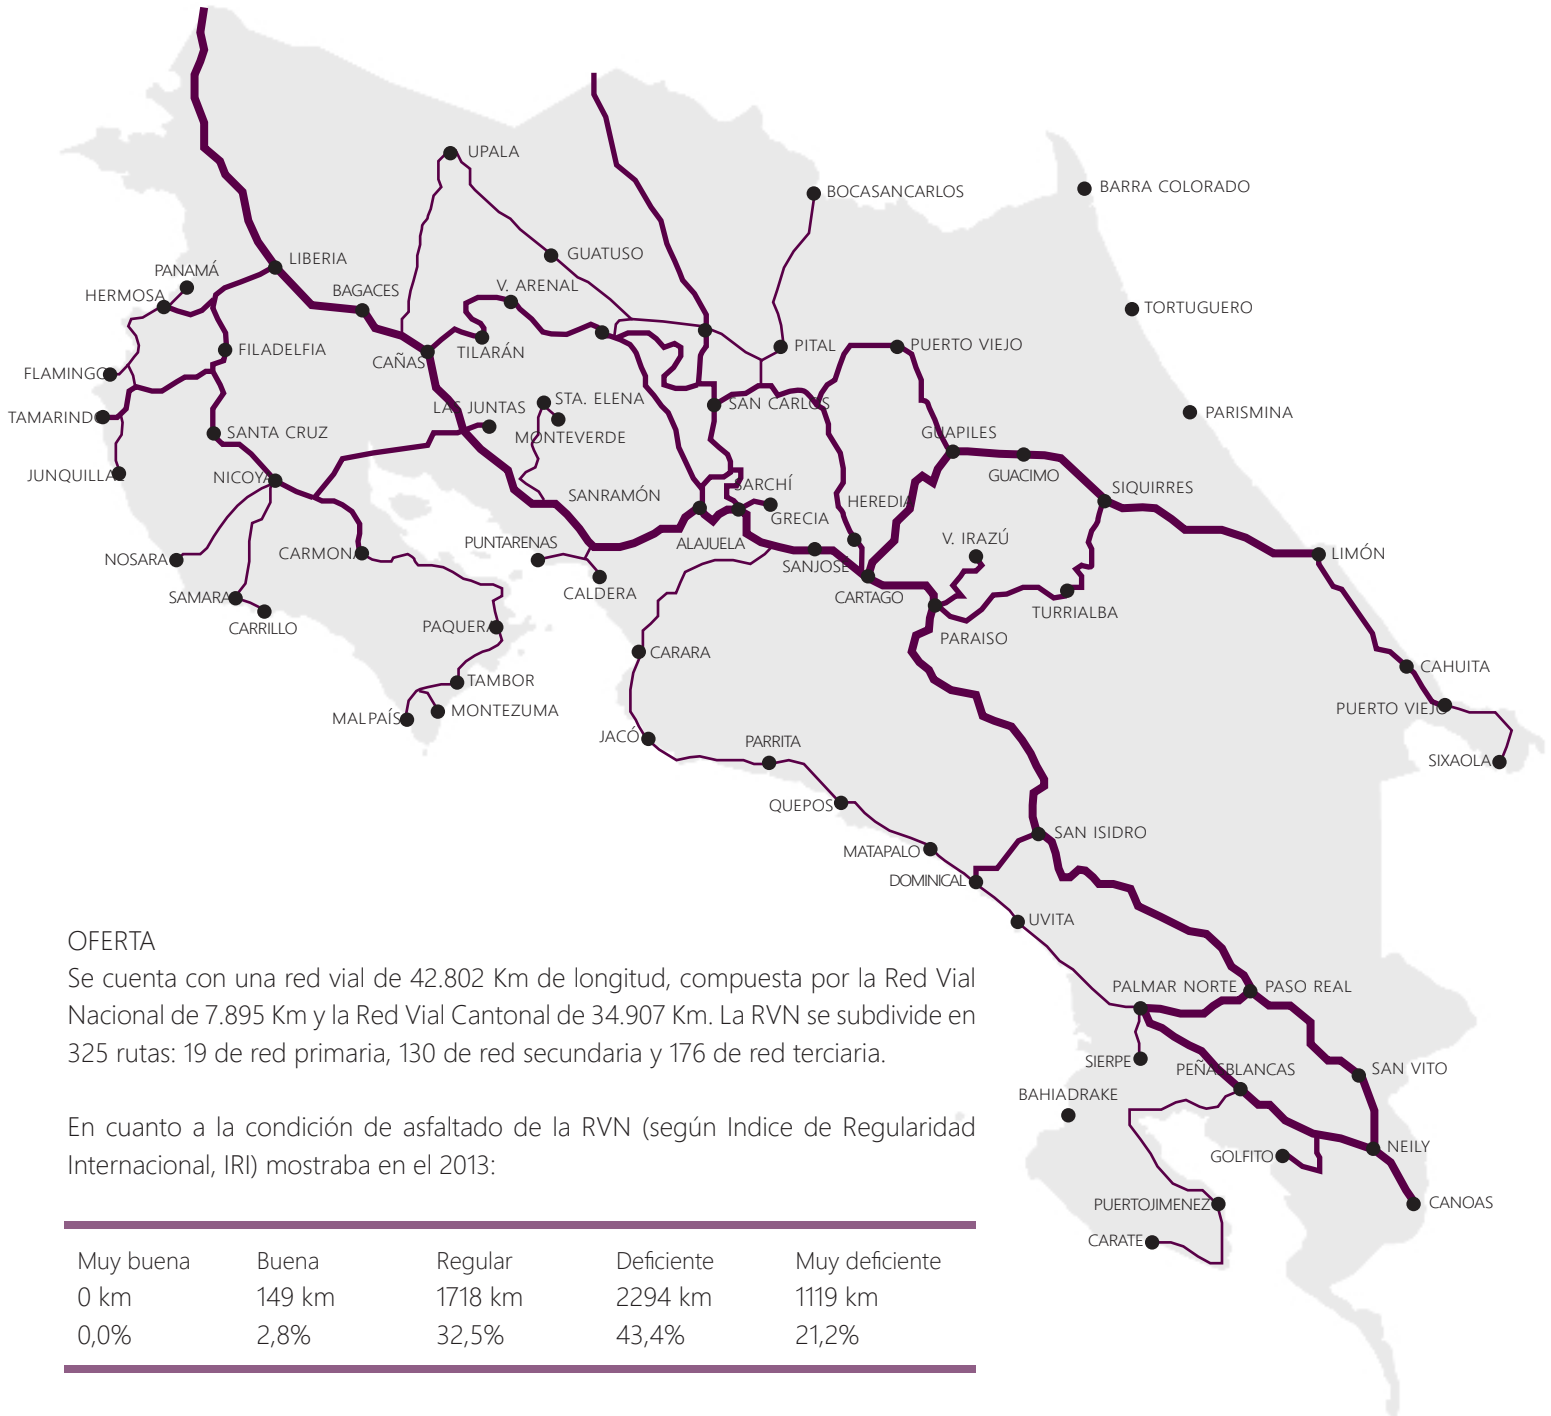 UPALA
BARRA COLORADO
BOCASANCARLOS
GUATUSO
LIBERIA
PANAMÁ
V. ARENAL
BAGACES
HERMOSA
TORTUGUERO
PITAL
PUERTO VIEJO
FILADELFIA
TILARÁN
CAÑAS
FLAMINGO
STA. ELENA
SAN CARLOS
LAS JUNTAS
PARISMINA
TAMARINDO
SANTA CRUZ
MONTEVERDE
GUAPILES
JUNQUILLAL
NICOYA
GUACIMO
SARCHÍ
SIQUIRRES
SANRAMÓN
HEREDIA
GRECIA
V. IRAZÚ
PUNTARENAS
ALAJUELA
NOSARA
CARMONA
LIMÓN
SANJOSE
CALDERA
CARTAGO
SAMARA
TURRIALBA
CARRILLO
PAQUERA
PARAISO
CARARA
CAHUITA
TAMBOR
MALPAÍS
MONTEZUMA
PUERTO VIEJO
JACÓ
PARRITA
SIXAOLA
QUEPOS
SAN ISIDRO
MATAPALO
DOMINICAL
UVITA
OFERTA
Se cuenta con una red vial de 42.802 Km de longitud, compuesta por la Red Vial
Nacional de 7.895 Km y la Red Vial Cantonal de 34.907 Km. La RVN se subdivide en
325 rutas: 19 de red primaria, 130 de red secundaria y 176 de red terciaria.
En cuanto a la condición de asfaltado de la RVN (según Indice de Regularidad
Internacional, IRI) mostraba en el 2013:
PALMAR NORTE
PASO REAL
SIERPE
PEÑASBLANCAS
SAN VITO
BAHIADRAKE
GOLFITO
NEILY
PUERTOJIMENEZ
CANOAS
CARATE
Muy buena Buena Regular Deficiente Muy deficiente
0 km 149 km 1718 km 2294 km 1119 km
0,0% 2,8% 32,5% 43,4% 21,2%